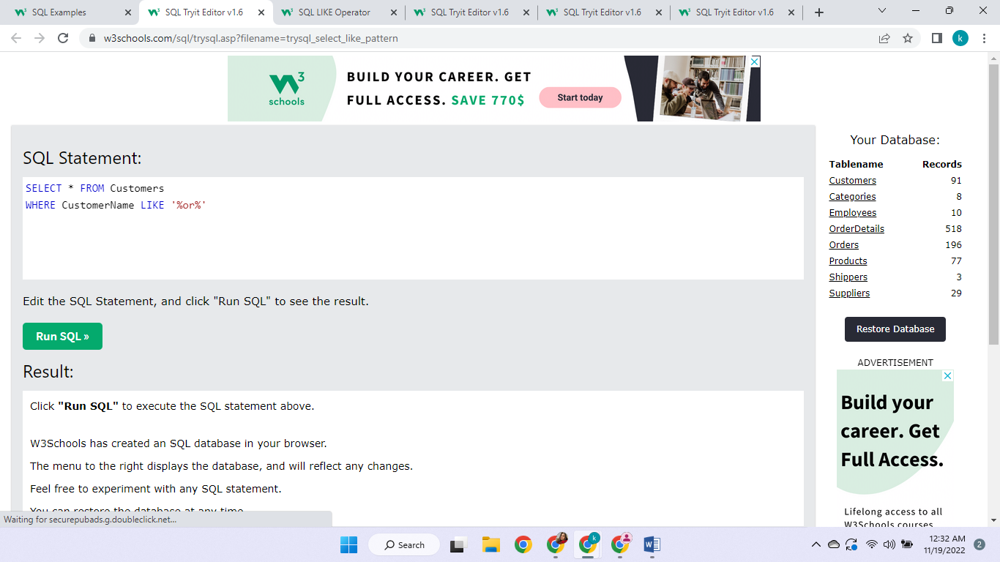 SQL Examples
SQL Tryit Editor v1.6
SQL LIKE Operator
SQL Tryit Editor v1.6
SQL Tryit Editor v1.6
SQL Tryit Editor v1.6
w3schools.com/sql/trysql.asp?filename=trysql_select_like_pattern
k
3
schools
BUILD YOUR CAREER. GET
FULL ACCESS. SAVE 770$
Start today
SQL Statement:
SELECT * FROM Customers
WHERE CustomerName LIKE '%or%'
Edit the SQL Statement, and click "Run SQL" to see the result.
Run SQL »
Result:
Click "Run SQL" to execute the SQL statement above.
W3Schools has created an SQL database in your browser.
The menu to the right displays the database, and will reflect any changes.
Feel free to experiment with any SQL statement.
You can restore the database at any time.
Your Database:
Tablename Records
Customers 91
Categories 8
Employees 10
OrderDetails 518
Orders 196
Products 77
Shippers 3
Suppliers 29
Restore Database
ADVERTISEMENT
Build your
career. Get
Full Access.
Lifelong access to all
W3Schools courses
Waiting for securepubads.g.doubleclick.net...
Search
k
12:32 AM
11/19/2022
2